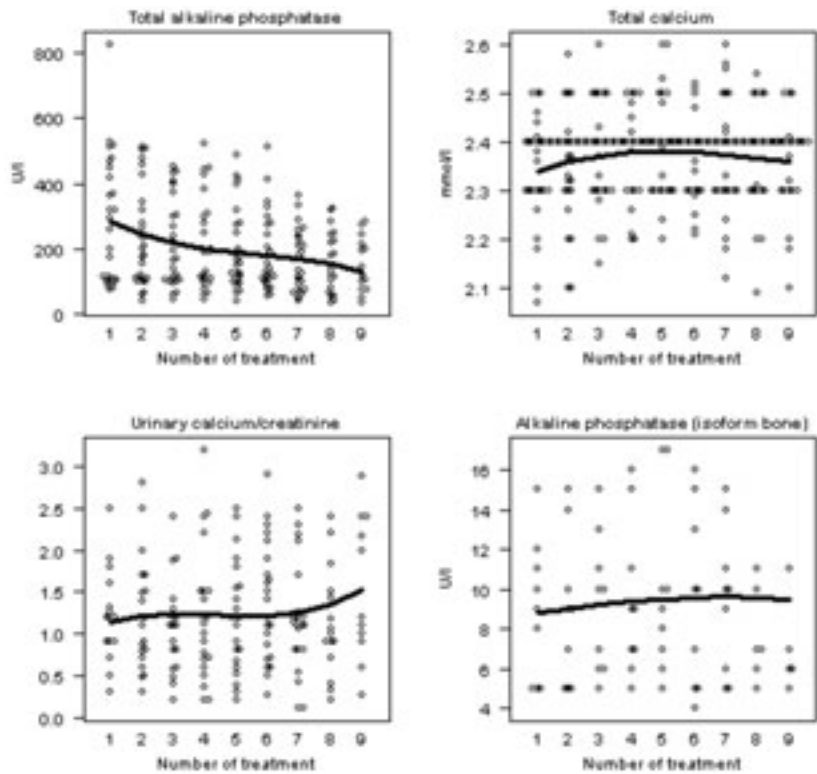 Total alkaline phosphatase
800
600
400
200
0
U/l
1 2 3 4 5 6 7 8 9
Number of treatment
Total calcium
2.6
2.5
2.4
2.3
2.2
2.1
mmol/l
1 2 3 4 5 6 7 8 9
Number of treatment
Urinary calcium/creatinine
3.0
2.5
2.0
1.5
1.0
0.5
0.0
1 2 3 4 5 6 7 8 9
Number of treatment
Alkaline phosphatase (isoform bone)
16
14
12
10
8
6
4
U/l
1 2 3 4 5 6 7 8 9
Number of treatment